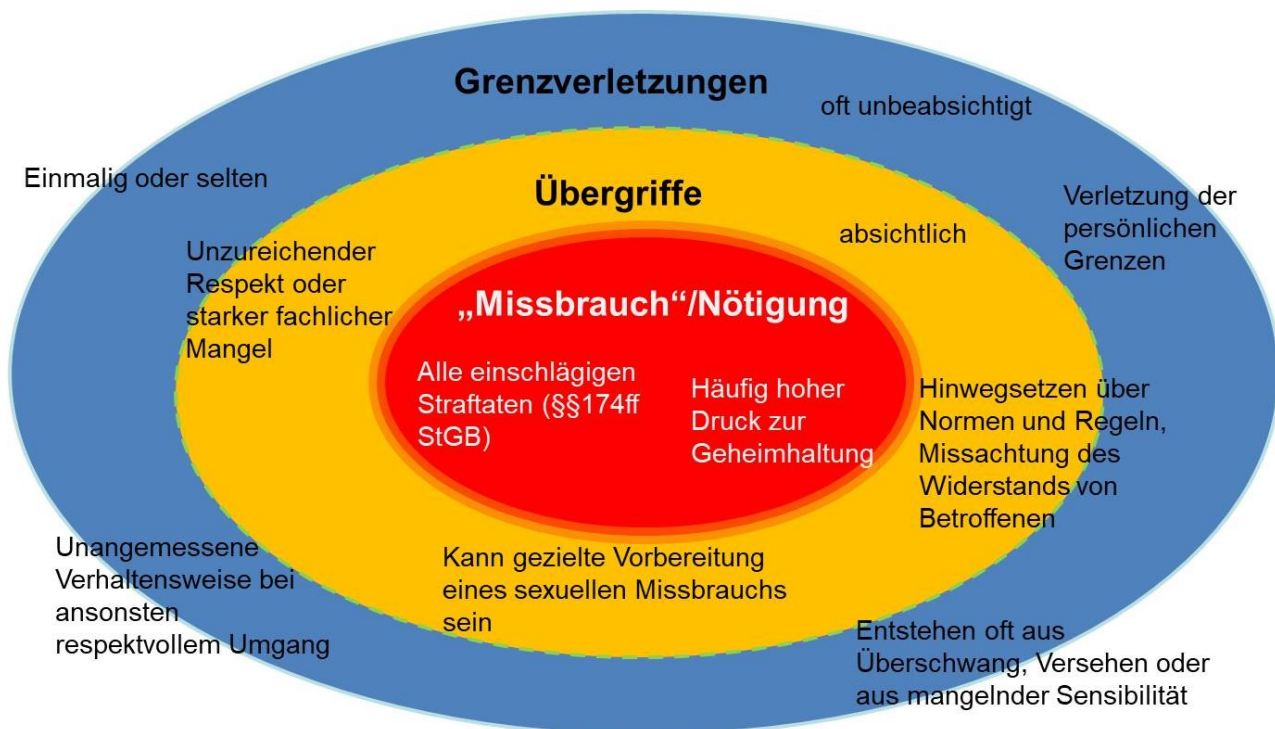 Grenzverletzungen
oft unbeabsichtigt
Einmalig oder selten
Verletzung der
persönlichen
Grenzen
Übergriffe
absichtlich
Unzureichender
Respekt oder
starker fachlicher
Mangel
„Missbrauch“/Nötigung
Alle einschlägigen
Straftaten (§§174ff
StGB)
Häufig hoher
Druck zur
Geheimhaltung
Hinwegsetzen über
Normen und Regeln,
Missachtung des
Widerstands von
Betroffenen
Kann gezielte Vorbereitung
eines sexuellen Missbrauchs
sein
Unangemessene
Verhaltensweise bei
ansonsten
respektvollem Umgang
Entstehen oft aus
Überschwang, Versehen oder
aus mangelnder Sensibilität